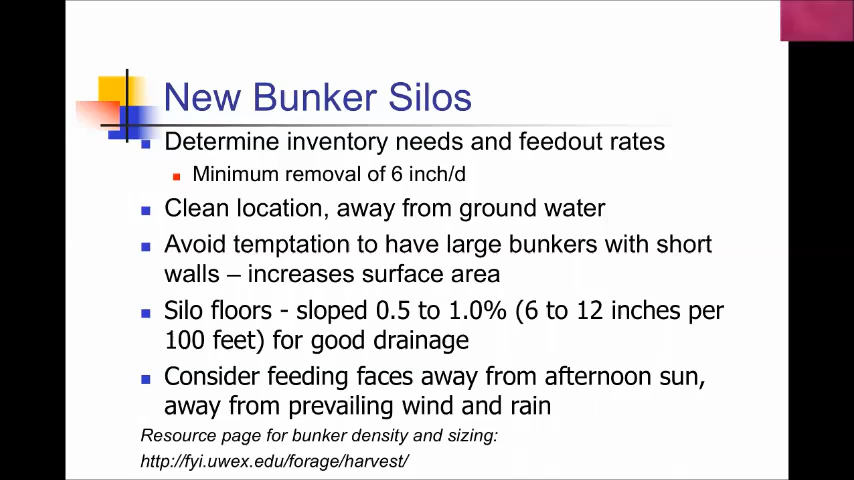 New Bunker Silos
Determine inventory needs and feedout rates
Minimum removal of 6 inch/d
Clean location, away from ground water
Avoid temptation to have large bunkers with short
walls – increases surface area
Silo floors - sloped 0.5 to 1.0% (6 to 12 inches per
100 feet) for good drainage
Consider feeding faces away from afternoon sun,
away from prevailing wind and rain
Resource page for bunker density and sizing:
http://fyi.uwex.edu/forage/harvest/